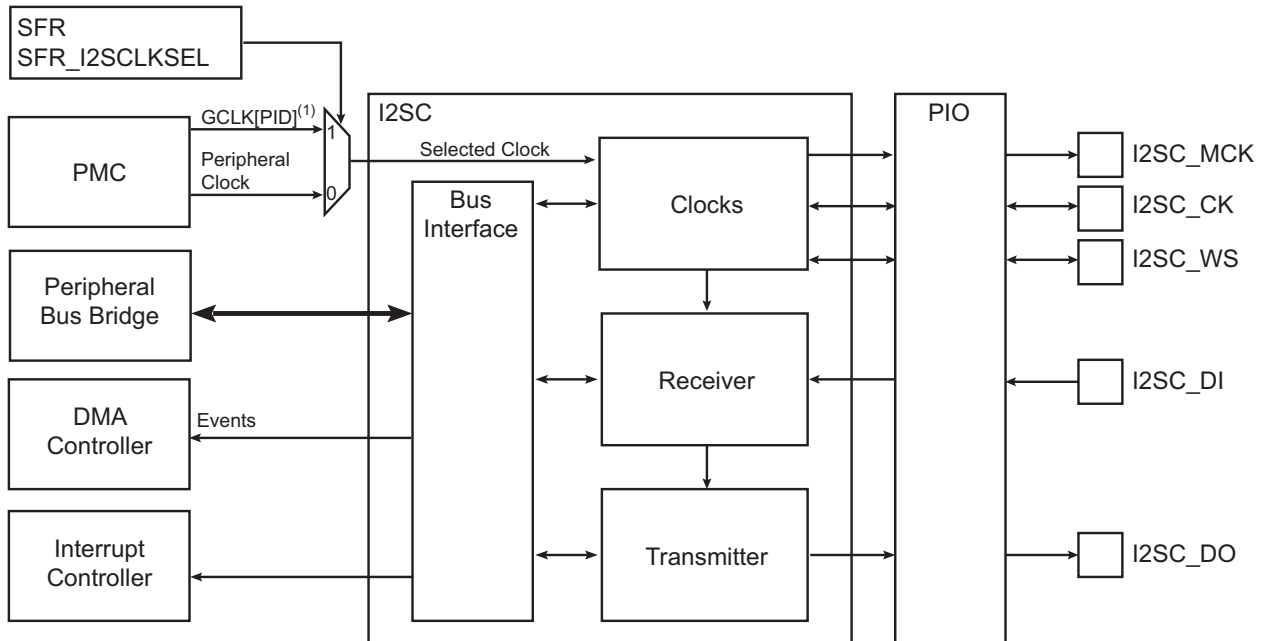 SFR
SFR_I2SCLKSEL
PMC
GCLK[PID](1)
Peripheral
Clock
1
0
I2SC
Selected Clock
Bus
Interface
Clocks
PIO
I2SC_MCK
I2SC_CK
I2SC_WS
Peripheral
Bus Bridge
Receiver
I2SC_DI
DMA
Controller
Events
Interrupt
Controller
Transmitter
I2SC_DO